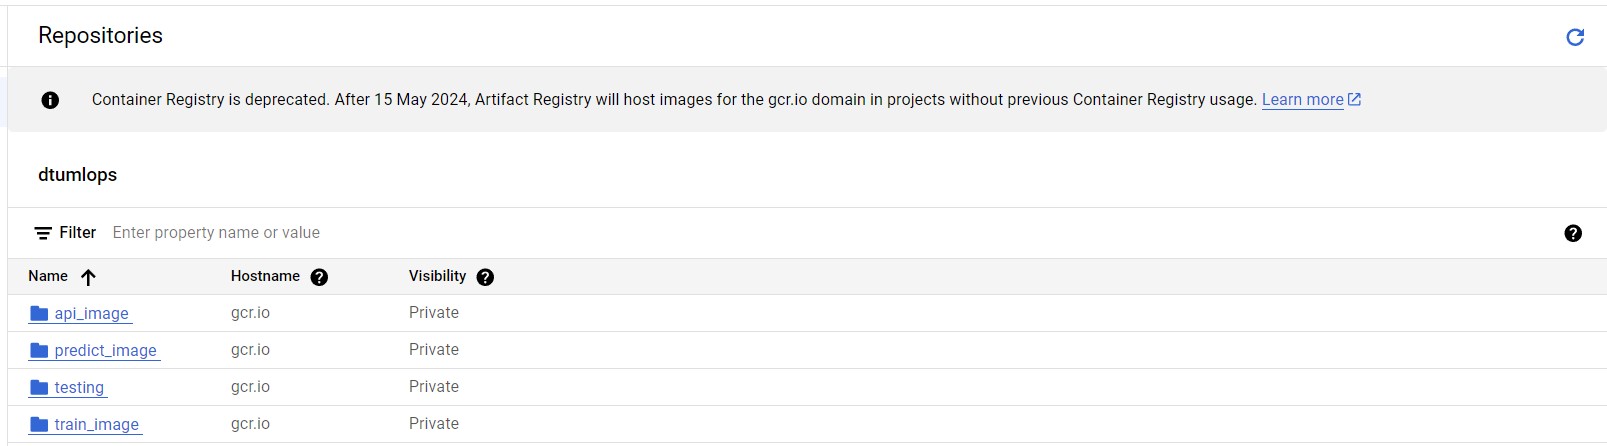 Repositories
Container Registry is deprecated. After 15 May 2024, Artifact Registry will host images for the gcr.io domain in projects without previous Container Registry usage. Learn more
dtumlops
Filter Enter property name or value
Name Hostname Visibility
api_image gcr.io Private
predict_image gcr.io Private
testing gcr.io Private
train_image gcr.io Private